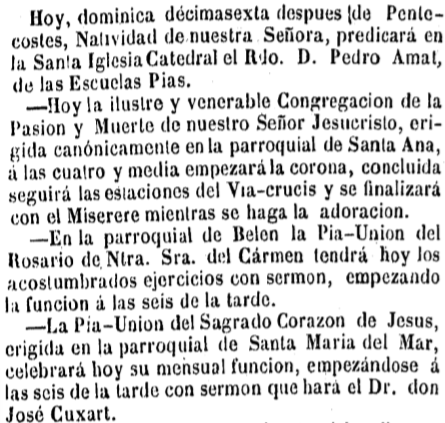 Hoy, dominica décimasexta despues de Pente-
costes, Natividad de nuestra Señora, predicará en
la Santa Iglesia Catedral el Rdo. D. Pedro Amat,
de las Escuelas Pias.
—Hoy la ilustre y venerable Congregacion de la
Pasion y Muerte de nuestro Señor Jesucristo, eri-
gida canónicamente en la parroquial de Santa Ana,
á las cuatro y media empezará la corona, concluida
seguirá las estaciones del Via-crucis y se finalizará
con el Miserere mientras se haga la adoracion.
—En la parroquial de Belen la Pia-Union del
Rosario de Ntra. Sra. del Cármen tendrá hoy los
acostumbrados ejercicios con sermon, empezando
la funcion á las seis de la tarde.
—La Pia-Union del Sagrado Corazon de Jesus,
erigida en la parroquial de Santa Maria del Mar,
celebrará hoy su mensual funcion, empezándose á
las seis de la tarde con sermon que hará el Dr. don
José Cuxart.